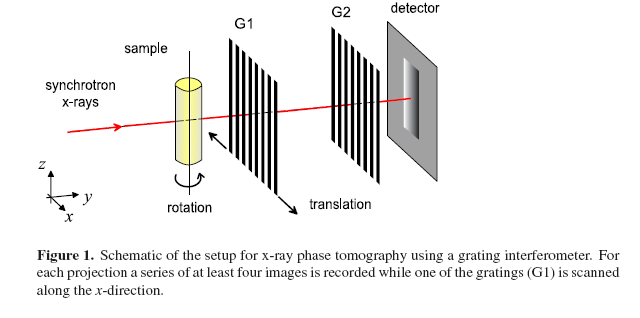 detector
G2
G1
sample
synchrotron
x-rays
z
y
x
rotation
translation
Figure 1. Schematic of the setup for x-ray phase tomography using a grating interferometer. For
each projection a series of at least four images is recorded while one of the gratings (G1) is scanned
along the x-direction.